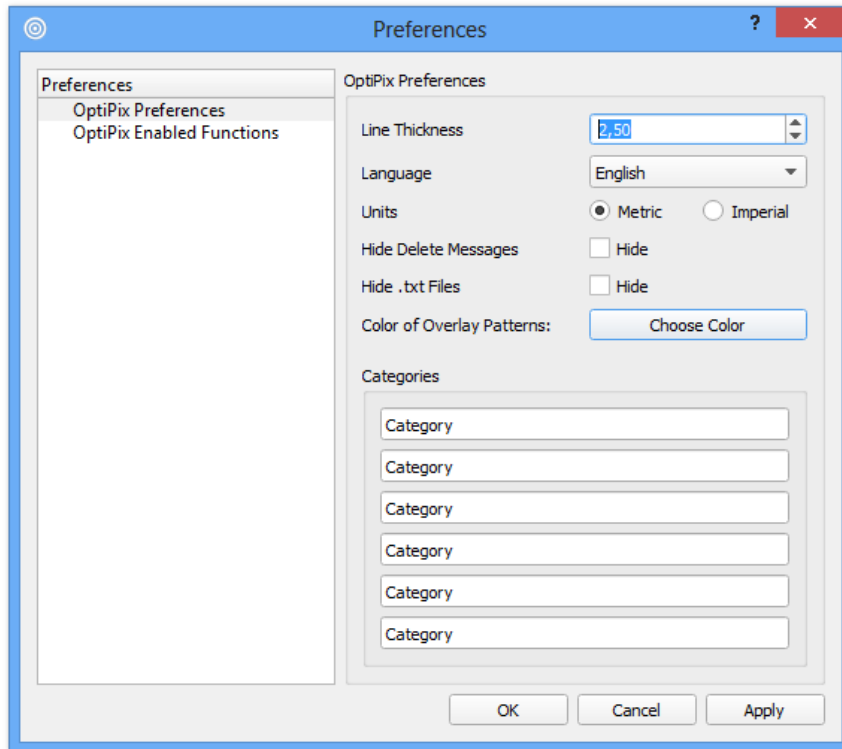 Preferences
?
Preferences
OptiPix Preferences
OptiPix Enabled Functions
OptiPix Preferences
Line Thickness 2,50
Language English
Units Metric Imperial
Hide Delete Messages Hide
Hide .txt Files Hide
Color of Overlay Patterns: Choose Color
Categories
Category
Category
Category
Category
Category
Category
OK Cancel Apply